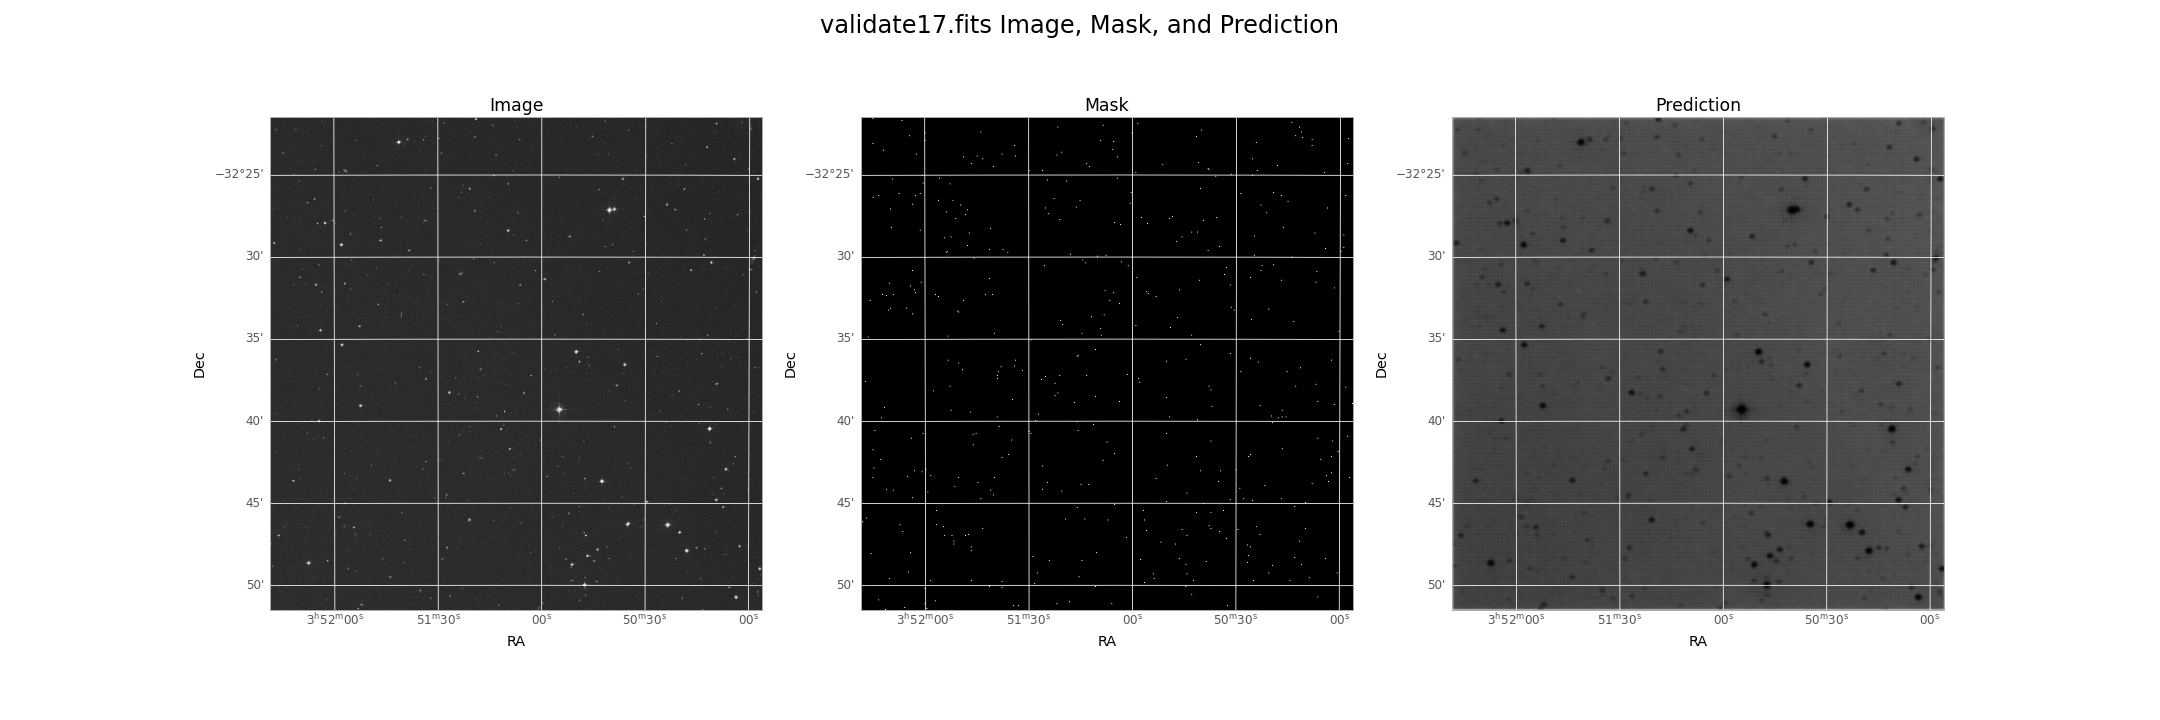 validate17.fits Image, Mask, and Prediction
Image
Mask
Prediction
−32°25'
30'
35'
40'
45'
50'
Dec
3ʰ52ᵐ00ˢ 51ᵐ30ˢ 00ˢ 50ᵐ30ˢ 00ˢ
RA
−32°25'
30'
35'
40'
45'
50'
Dec
3ʰ52ᵐ00ˢ 51ᵐ30ˢ 00ˢ 50ᵐ30ˢ 00ˢ
RA
−32°25'
30'
35'
40'
45'
50'
Dec
3ʰ52ᵐ00ˢ 51ᵐ30ˢ 00ˢ 50ᵐ30ˢ 00ˢ
RA